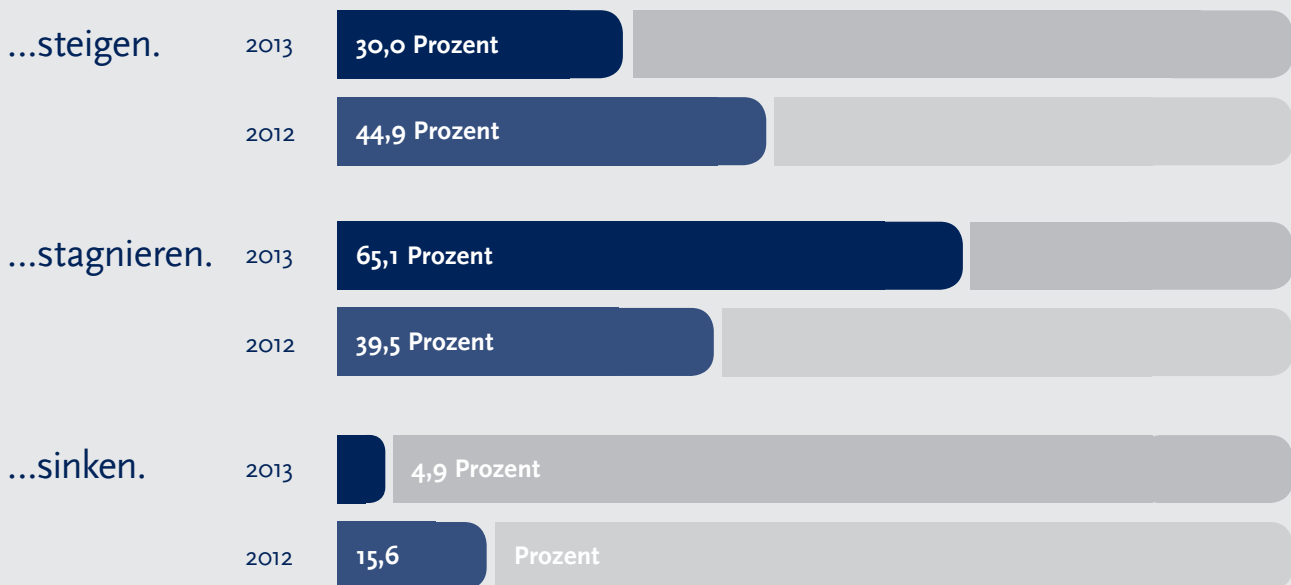 ...steigen. 2013 30,0 Prozent
2012 44,9 Prozent
...stagnieren. 2013 65,1 Prozent
2012 39,5 Prozent
...sinken. 2013 4,9 Prozent
2012 15,6 Prozent